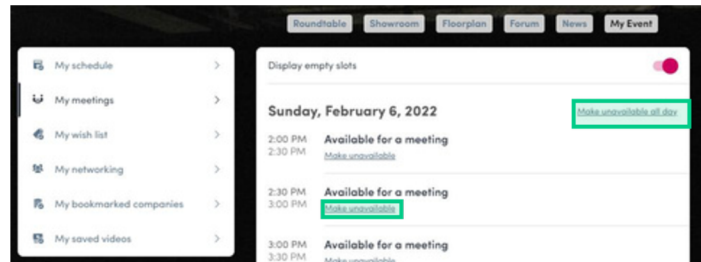 Roundtable Showroom Floorplan Forum News My Event
My schedule
My meetings
My wish list
My networking
My bookmarked companies
My saved videos
Display empty slots
Sunday, February 6, 2022
Make unavailable all day
2:00 PM Available for a meeting
2:30 PM Make unavailable
2:30 PM Available for a meeting
3:00 PM Make unavailable
3:00 PM Available for a meeting
3:30 PM Make unavailable